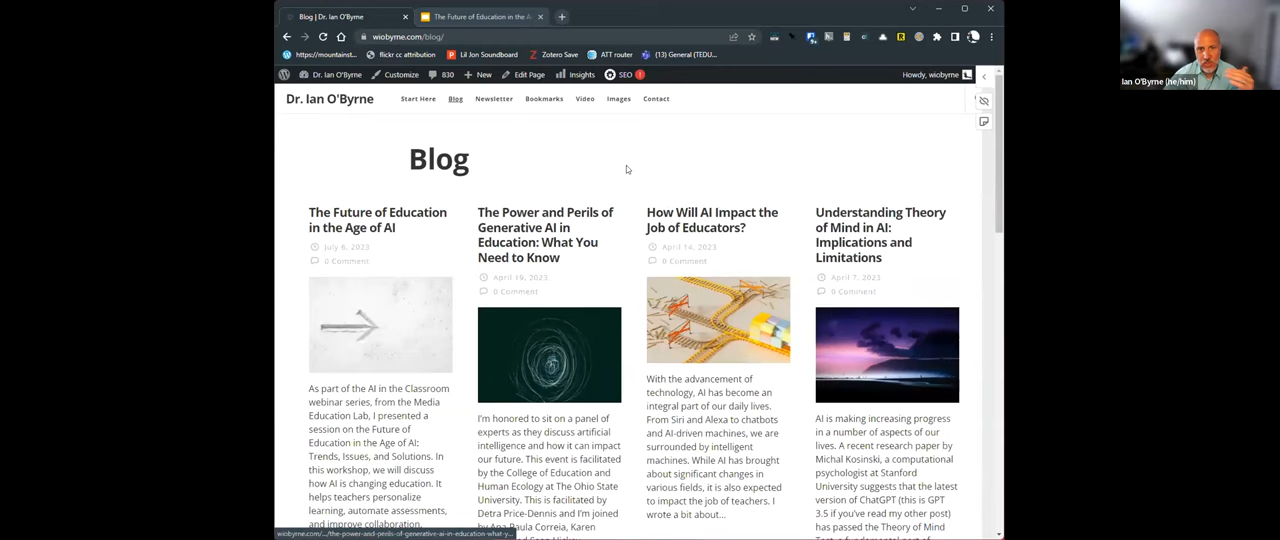 Blog | Dr. Ian O'Byrne
The Future of Education in the A
wiobyrne.com/blog/
https://mountainst...
flickr cc attribution
Lil Jon Soundboard
Zotero Save
ATT router
(13) General (TEDU...
Dr. Ian O'Byrne
Customize
830
New
Edit Page
Insights
SEO
Howdy, wiobyrne
Dr. Ian O'Byrne
Start Here
Blog
Newsletter
Bookmarks
Video
Images
Contact
Ian O'Byrne (he/him)
Blog
The Future of Education
in the Age of AI
July 6, 2023
0 Comment
As part of the AI in the Classroom
webinar series, from the Media
Education Lab, I presented a
session on the Future of
Education in the Age of AI:
Trends, Issues, and Solutions. In
this workshop, we will discuss
how AI is changing education. It
helps teachers personalize
learning, automate assessments,
and improve collaboration.
The Power and Perils of
Generative AI in
Education: What You
Need to Know
April 19, 2023
0 Comment
I'm honored to sit on a panel of
experts as they discuss artificial
intelligence and how it can impact
our future. This event is facilitated
by the College of Education and
Human Ecology at The Ohio State
University. This is facilitated by
Detra Price-Dennis and I'm joined
by Ana-Paula Correia, Karen
How Will AI Impact the
Job of Educators?
April 14, 2023
0 Comment
With the advancement of
technology, AI has become an
integral part of our daily lives.
From Siri and Alexa to chatbots
and AI-driven machines, we are
surrounded by intelligent
machines. While AI has brought
about significant changes in
various fields, it is also expected
to impact the job of teachers. I
wrote a bit about...
Understanding Theory
of Mind in AI:
Implications and
Limitations
April 7, 2023
0 Comment
AI is making increasing progress
in a number of aspects of our
lives. A recent research paper by
Michal Kosinski, a computational
psychologist at Stanford
University suggests that the latest
version of ChatGPT (this is GPT
3.5 if you've read my other post)
has passed the Theory of Mind
wiobyrne.com/.../the-power-and-perils-of-generative-ai-in-education-what-y...